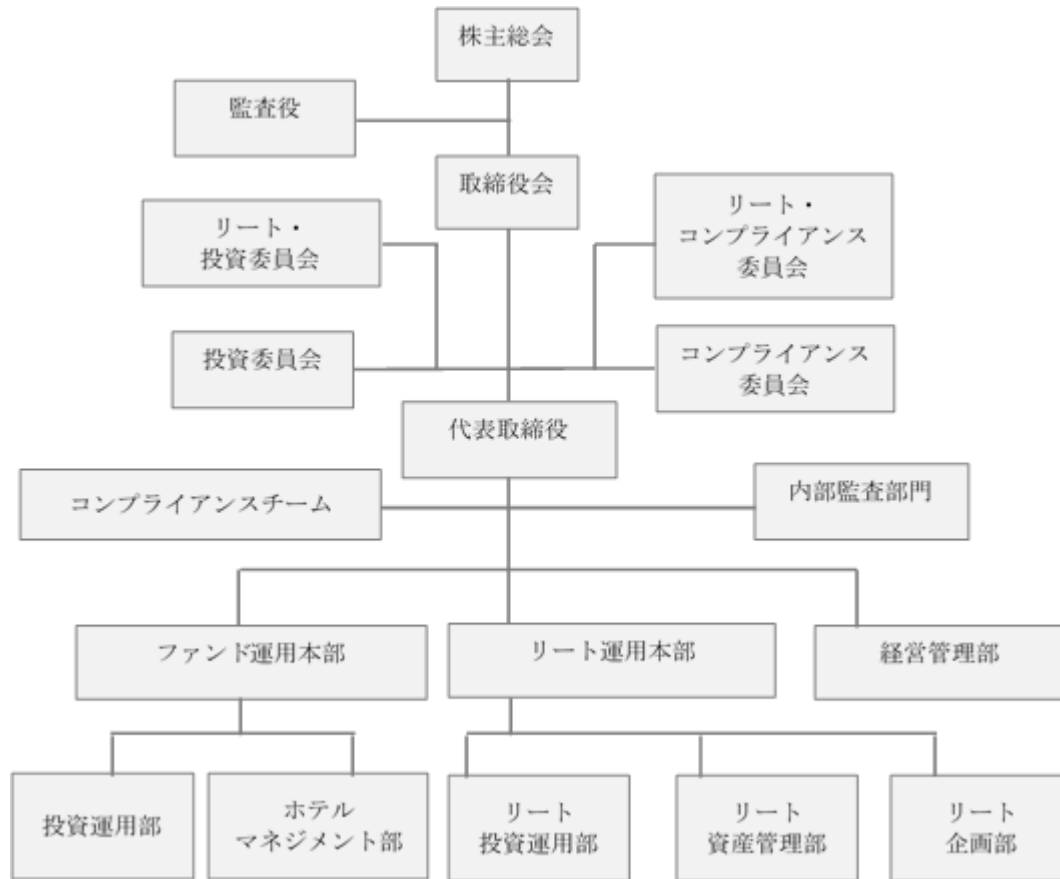 株主総会
監査役
取締役会
リート・
投資委員会
リート・
コンプライアンス
委員会
投資委員会
コンプライアンス
委員会
代表取締役
コンプライアンスチーム
内部監査部門
ファンド運用本部
リート運用本部
経営管理部
投資運用部
ホテル
マネジメント部
リート
投資運用部
リート
資産管理部
リート
企画部